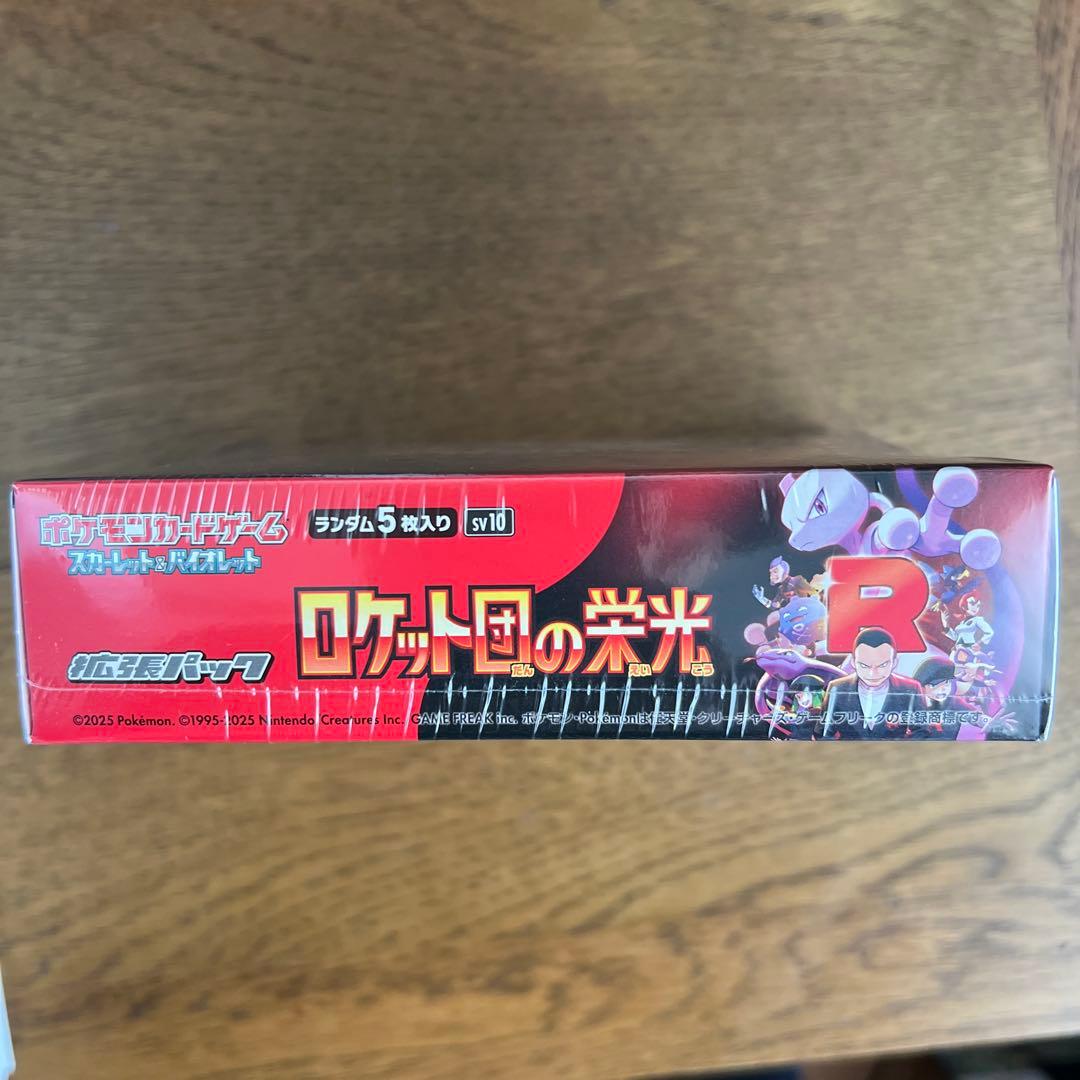 ポケモンカードゲーム
スカーレット&バイオレット
ランダム5枚入り
SV10
拡張パック
ロケット団の栄光
だん
えい
こう
R
©2025 Pokémon. ©1995-2025 Nintendo/Creatures Inc./GAME FREAK inc. ポケモン・Pokémonは任天堂・クリーチャーズ・ゲームフリークの登録商標です。